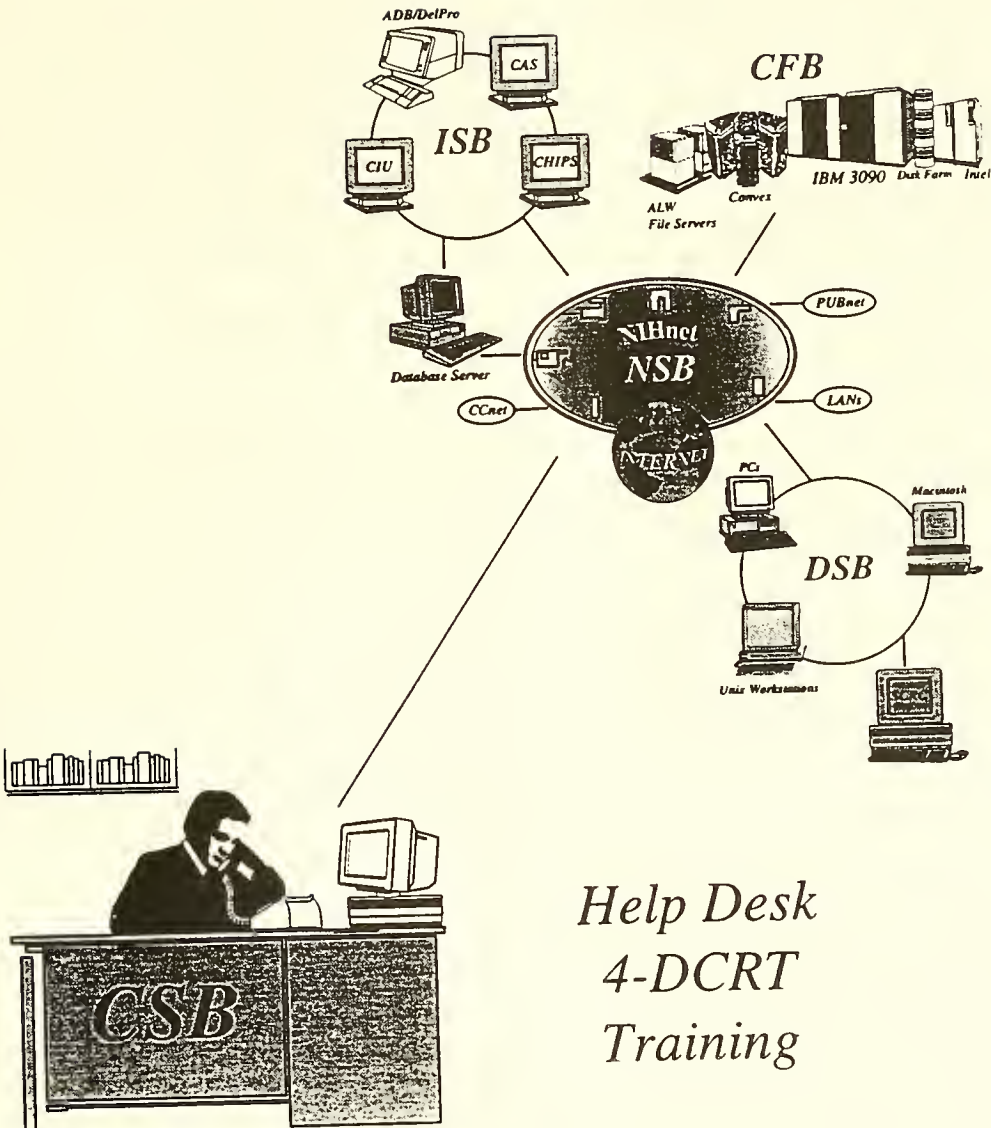 ADB/DelPro
CAS
ISB
CIU
CHIPS
CFB
IBM 3090
Disk Farm
Intel
Convex
ALW
File Servers
Database Server
PUBnet
NIHnet
NSB
CCnet
LANs
INTERNET
PCs
Macintosh
DSB
Unix Workstations
SCRC
CSB
Help Desk
4-DCRT
Training